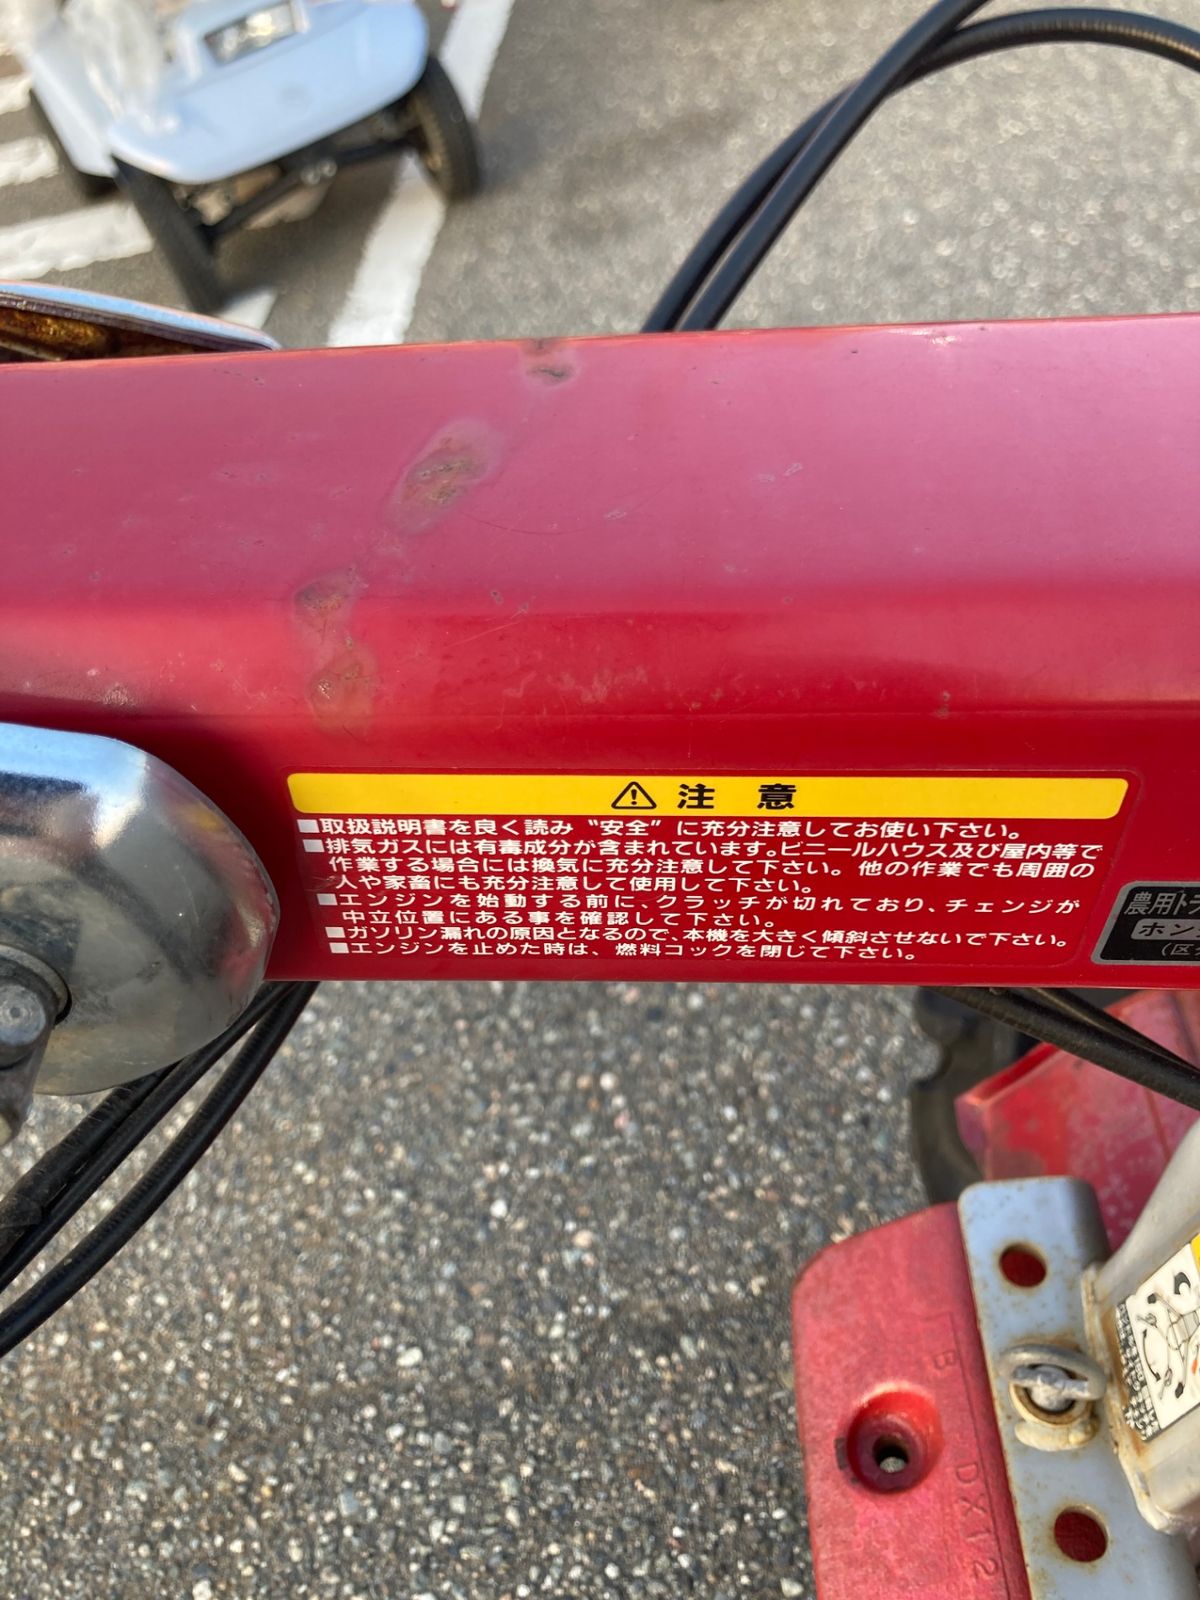 注 意
■取扱説明書を良く読み“安全”に充分注意してお使い下さい。
■排気ガスには有毒成分が含まれています。ビニールハウス及び屋内等で
作業する場合には換気に充分注意して下さい。他の作業でも周囲の
人や家畜にも充分注意して使用して下さい。
■エンジンを始動する前に、クラッチが切れており、チェンジが
中立位置にある事を確認して下さい。
■ガソリン漏れの原因となるので、本機を大きく傾斜させないで下さい。
■エンジンを止めた時は、燃料コックを閉じて下さい。
農用トラ
ホン
(区分
B
DX12